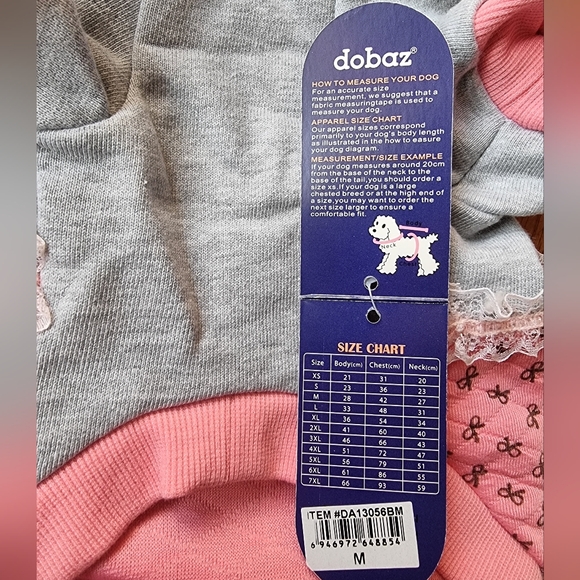 dobaz®
HOW TO MEASURE YOUR DOG
For an accurate size
measurement, we suggest that a
fabric measuringtape is used to
measure your dog.
APPAREL SIZE CHART
Our apparel sizes correspond
primarily to your dog's body length
as illustrated in the how to easure
your dog diagram.
MEASUREMENT/SIZE EXAMPLE
If your dog measures around 20cm
from the base of the neck to the
base of the tail,you should order a
size xs.If your dog is a large
chested breed or at the high end of
a size,you may want to order the
next size larger to ensure a
comfortable fit.
Body
Neck
SIZE CHART
Size Body(cm) Chest(cm) Neck(cm)
XS 21 31 20
S 23 36 23
M 28 42 27
L 33 48 31
XL 36 54 34
2XL 41 60 40
3XL 46 66 43
4XL 51 72 47
5XL 56 79 51
6XL 61 86 55
7XL 66 93 59
ITEM #DA13056BM
6 946972 648854
M